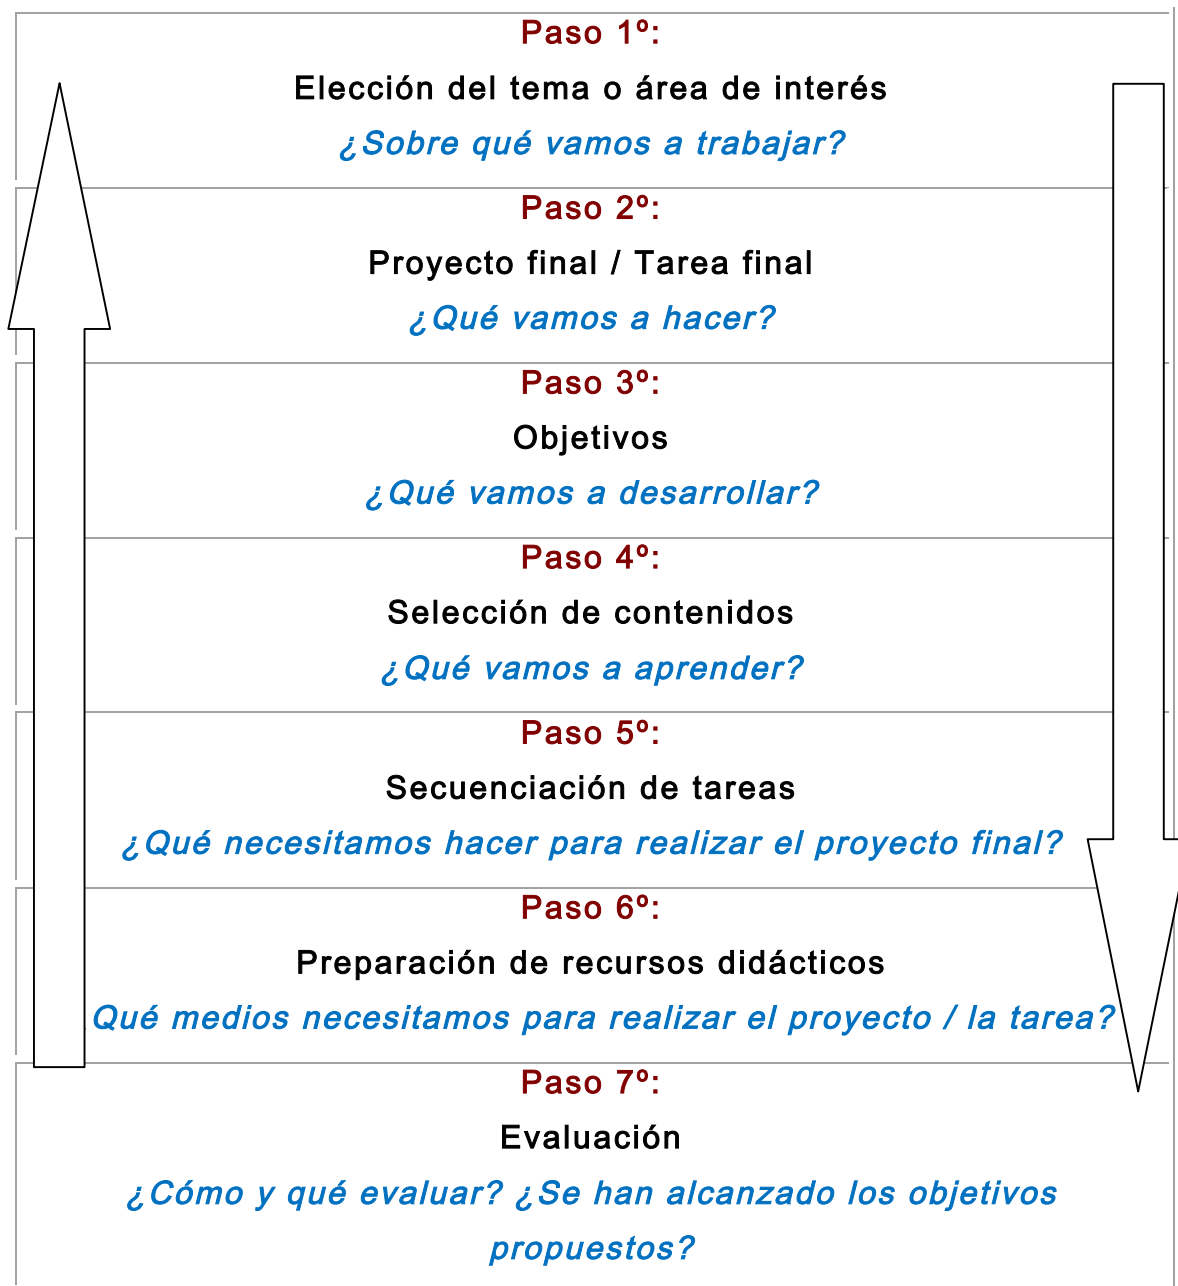 Paso 1º:
Elección del tema o área de interés
¿Sobre qué vamos a trabajar?
Paso 2º:
Proyecto final / Tarea final
¿Qué vamos a hacer?
Paso 3º:
Objetivos
¿Qué vamos a desarrollar?
Paso 4º:
Selección de contenidos
¿Qué vamos a aprender?
Paso 5º:
Secuenciación de tareas
¿Qué necesitamos hacer para realizar el proyecto final?
Paso 6º:
Preparación de recursos didácticos
Qué medios necesitamos para realizar el proyecto / la tarea?
Paso 7º:
Evaluación
¿Cómo y qué evaluar? ¿Se han alcanzado los objetivos
propuestos?